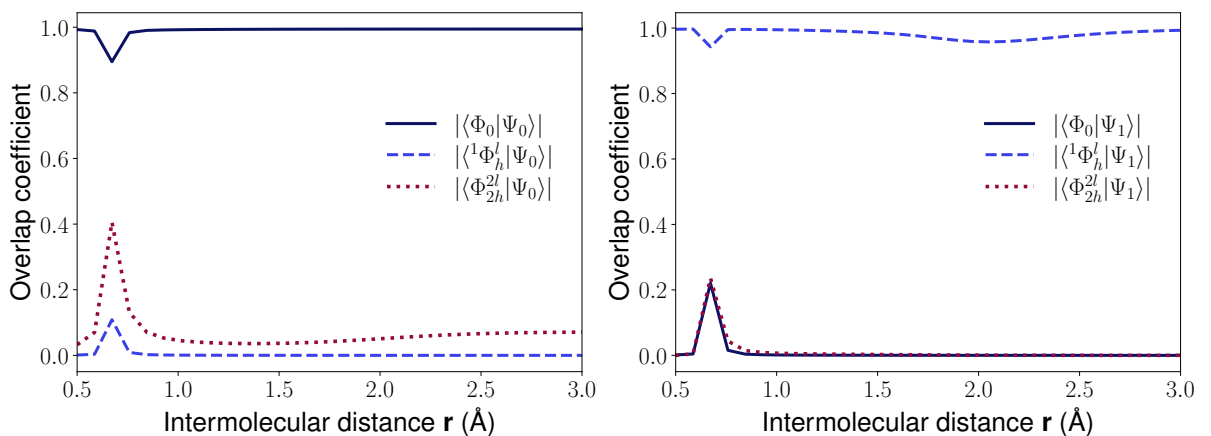 Overlap coefficient
1.0
0.8
0.6
0.4
0.2
0.0
|⟨Φ₀|Ψ₀⟩|
|⟨¹Φₕˡ|Ψ₀⟩|
|⟨Φ₂ₕ²ˡ|Ψ₀⟩|
0.5 1.0 1.5 2.0 2.5 3.0
Intermolecular distance r (Å)
Overlap coefficient
1.0
0.8
0.6
0.4
0.2
0.0
|⟨Φ₀|Ψ₁⟩|
|⟨¹Φₕˡ|Ψ₁⟩|
|⟨Φ₂ₕ²ˡ|Ψ₁⟩|
0.5 1.0 1.5 2.0 2.5 3.0
Intermolecular distance r (Å)